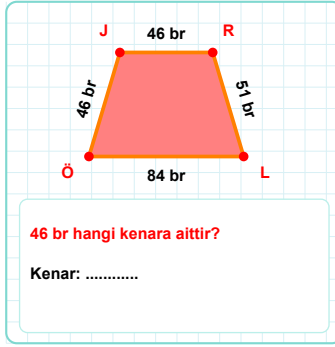 J 46 br R
46 br
51 br
Ö 84 br L
46 br hangi kenara aittir?
Kenar: ............